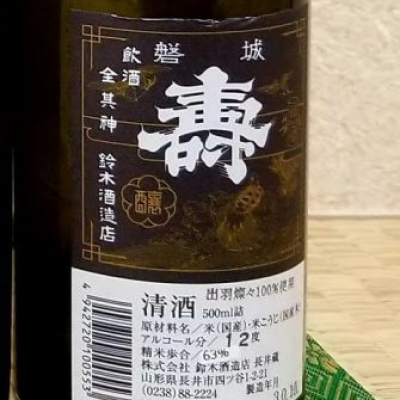 磐城
壽
飲酒
全其神 鈴木酒造店
醸
出羽燦々100%使用
清酒 500ml詰
原材料名／米(国産)・米こうじ(国産米)
アルコール分／12度
精米歩合／63%
株式会社 鈴木酒造店 長井蔵
山形県長井市四ツ谷1-2-21
(0238)88-2224 製造年月
30.10
4942720100553